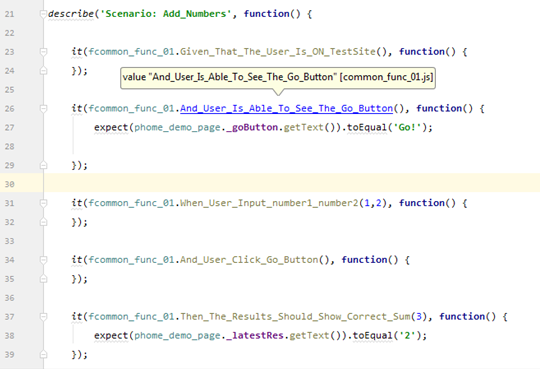 21 describe('Scenario: Add_Numbers', function() {
22
23 it(fcommon_func_01.Given_That_The_User_Is_ON_TestSite(), function() {
24 });
value "And_User_Is_Able_To_See_The_Go_Button" [common_func_01.js]
25
26 it(fcommon_func_01.And_User_Is_Able_To_See_The_Go_Button(), function() {
27 expect(phome_demo_page._goButton.getText()).toEqual('Go!');
28
29 });
30
31 it(fcommon_func_01.When_User_Input_number1_number2(1,2), function() {
32 });
33
34 it(fcommon_func_01.And_User_Click_Go_Button(), function() {
35 });
36
37 it(fcommon_func_01.Then_The_Results_Should_Show_Correct_Sum(3), function() {
38 expect(phome_demo_page._latestRes.getText()).toEqual('2');
39 });